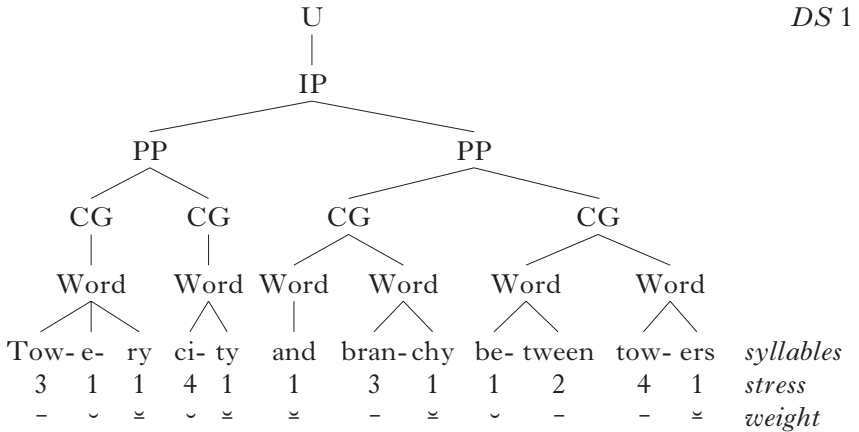 U DS 1
IP
PP PP
CG CG CG CG
Word Word Word Word Word Word
Tow- e- ry ci- ty and bran- chy be- tween tow- ers syllables
3 1 1 4 1 1 3 1 1 2 4 1 stress
– ⏑ ⏓ ⏑ ⏓ ⏓ – ⏓ ⏑ – – ⏓ weight